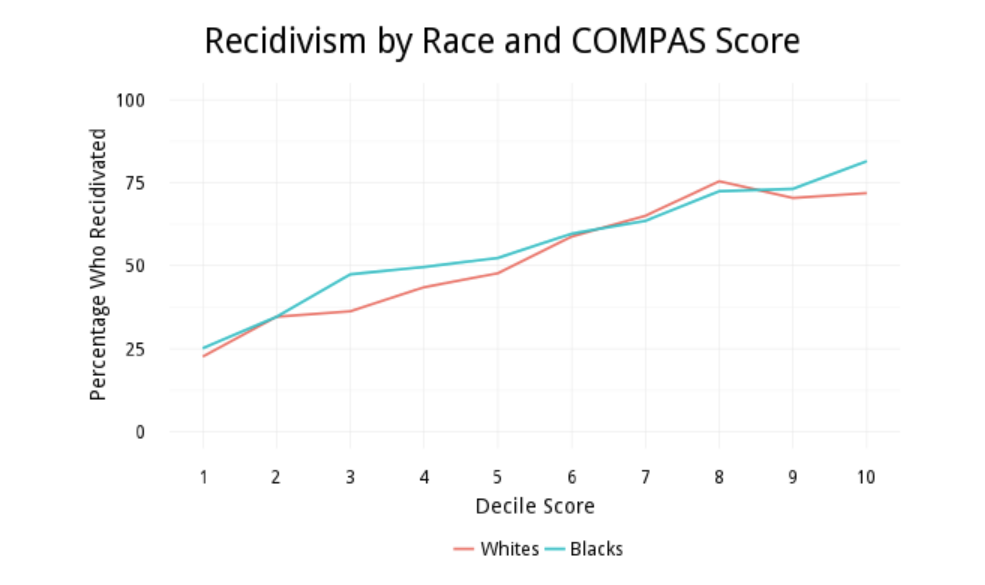 Recidivism by Race and COMPAS Score
Percentage Who Recidivated
100
75
50
25
0
1 2 3 4 5 6 7 8 9 10
Decile Score
Whites Blacks